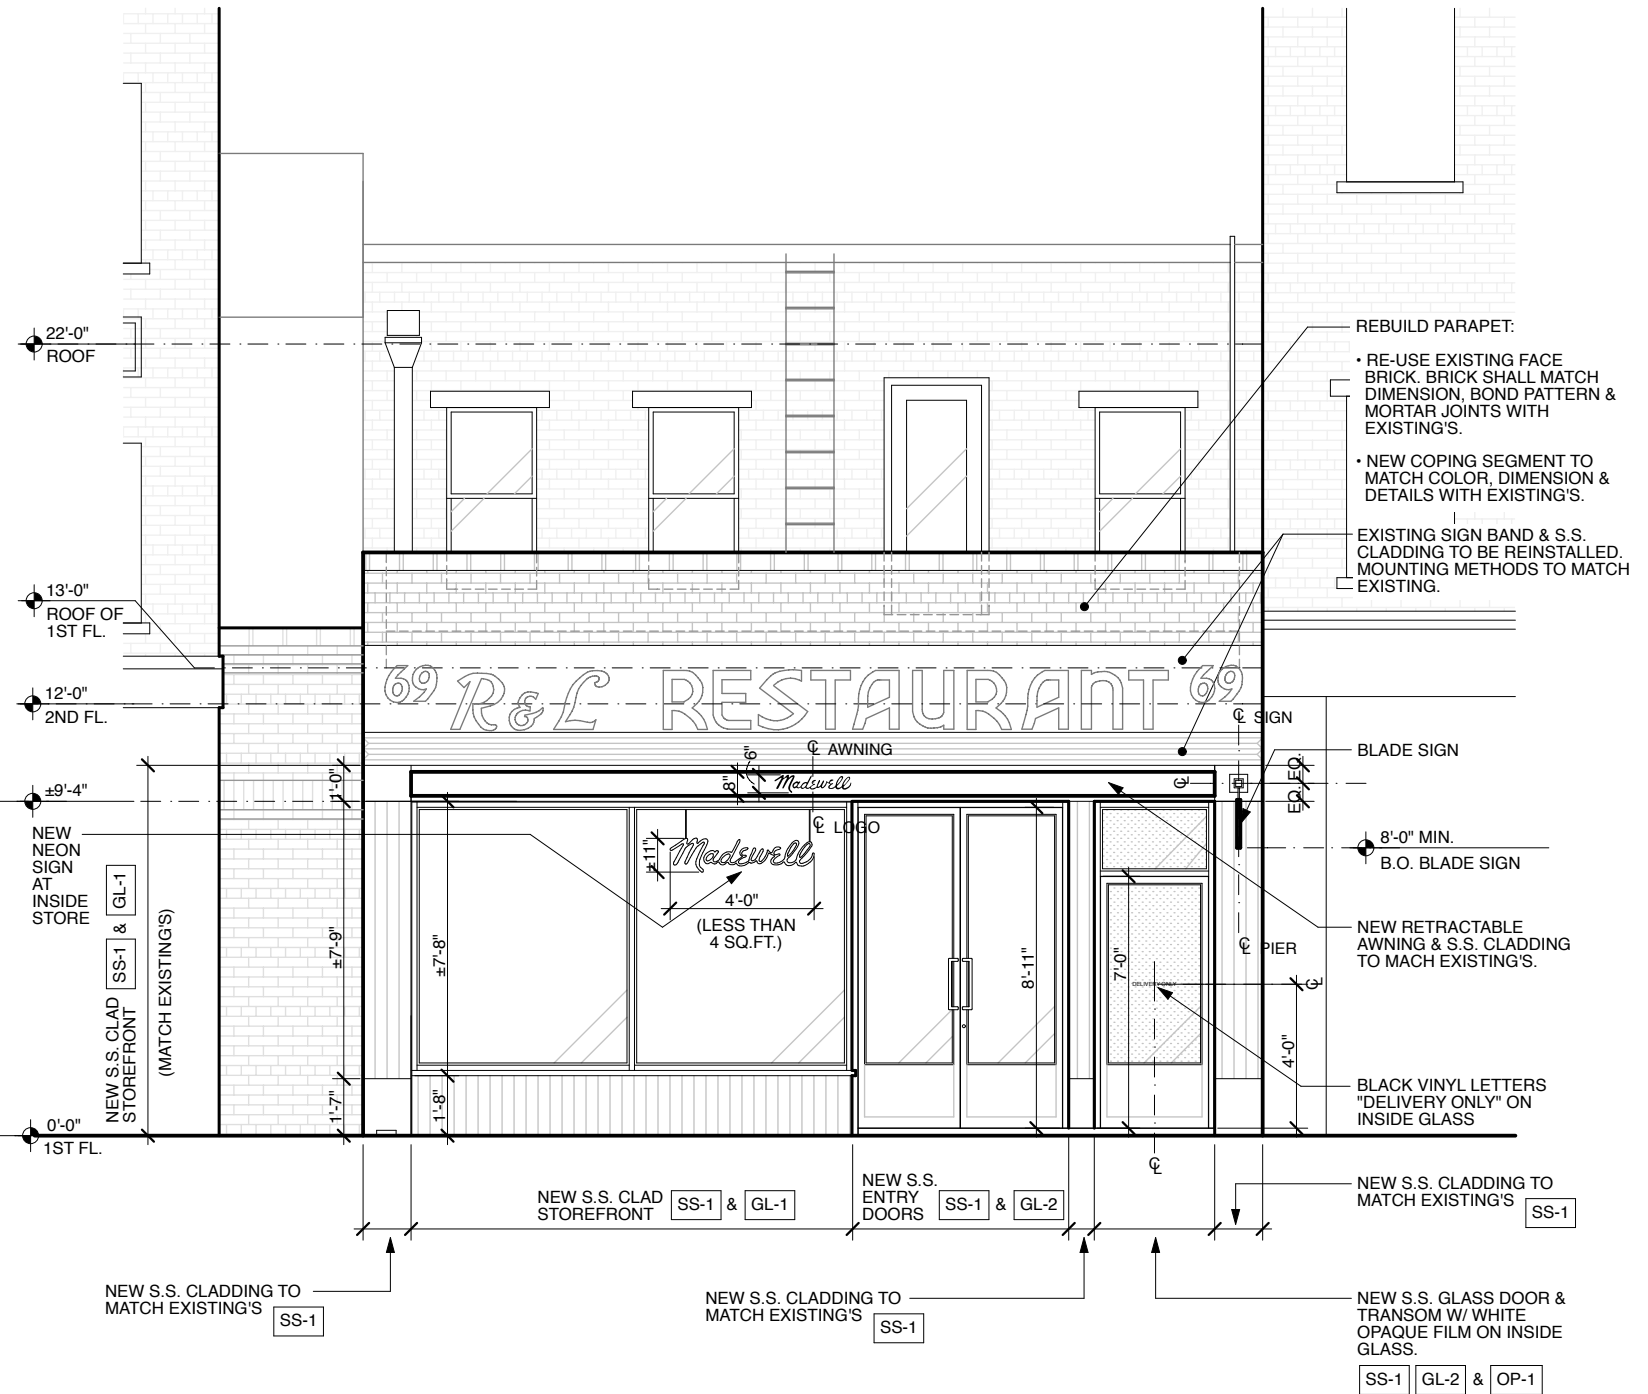 22'-0"
ROOF
13'-0"
ROOF OF
1ST FL.
12'-0"
2ND FL.
±9'-4"
NEW
NEON
SIGN
AT
INSIDE
STORE
NEW S.S. CLAD
STOREFRONT
SS-1 & GL-1
(MATCH EXISTING'S)
0'-0"
1ST FL.
1'-0"
±7'-9"
1'-7"
±7'-8"
1'-8"
69 R&L RESTAURANT 69
℄ SIGN
℄ AWNING
6"
8"
Madewell
℄
EQ. EQ.
℄ LOGO
±11"
Madewell
4'-0"
(LESS THAN
4 SQ.FT.)
8'-11"
7'-0"
DELIVERY ONLY
℄ PIER
℄
4'-0"
℄
REBUILD PARAPET:
• RE-USE EXISTING FACE
BRICK. BRICK SHALL MATCH
DIMENSION, BOND PATTERN &
MORTAR JOINTS WITH
EXISTING'S.
• NEW COPING SEGMENT TO
MATCH COLOR, DIMENSION &
DETAILS WITH EXISTING'S.
EXISTING SIGN BAND & S.S.
CLADDING TO BE REINSTALLED.
MOUNTING METHODS TO MATCH
EXISTING.
BLADE SIGN
8'-0" MIN.
B.O. BLADE SIGN
NEW RETRACTABLE
AWNING & S.S. CLADDING
TO MACH EXISTING'S.
BLACK VINYL LETTERS
"DELIVERY ONLY" ON
INSIDE GLASS
NEW S.S. CLAD
STOREFRONT
SS-1 & GL-1
NEW S.S.
ENTRY
DOORS
SS-1 & GL-2
NEW S.S. CLADDING TO
MATCH EXISTING'S
SS-1
NEW S.S. CLADDING TO
MATCH EXISTING'S
SS-1
NEW S.S. CLADDING TO
MATCH EXISTING'S
SS-1
NEW S.S. GLASS DOOR &
TRANSOM W/ WHITE
OPAQUE FILM ON INSIDE
GLASS.
SS-1 GL-2 & OP-1